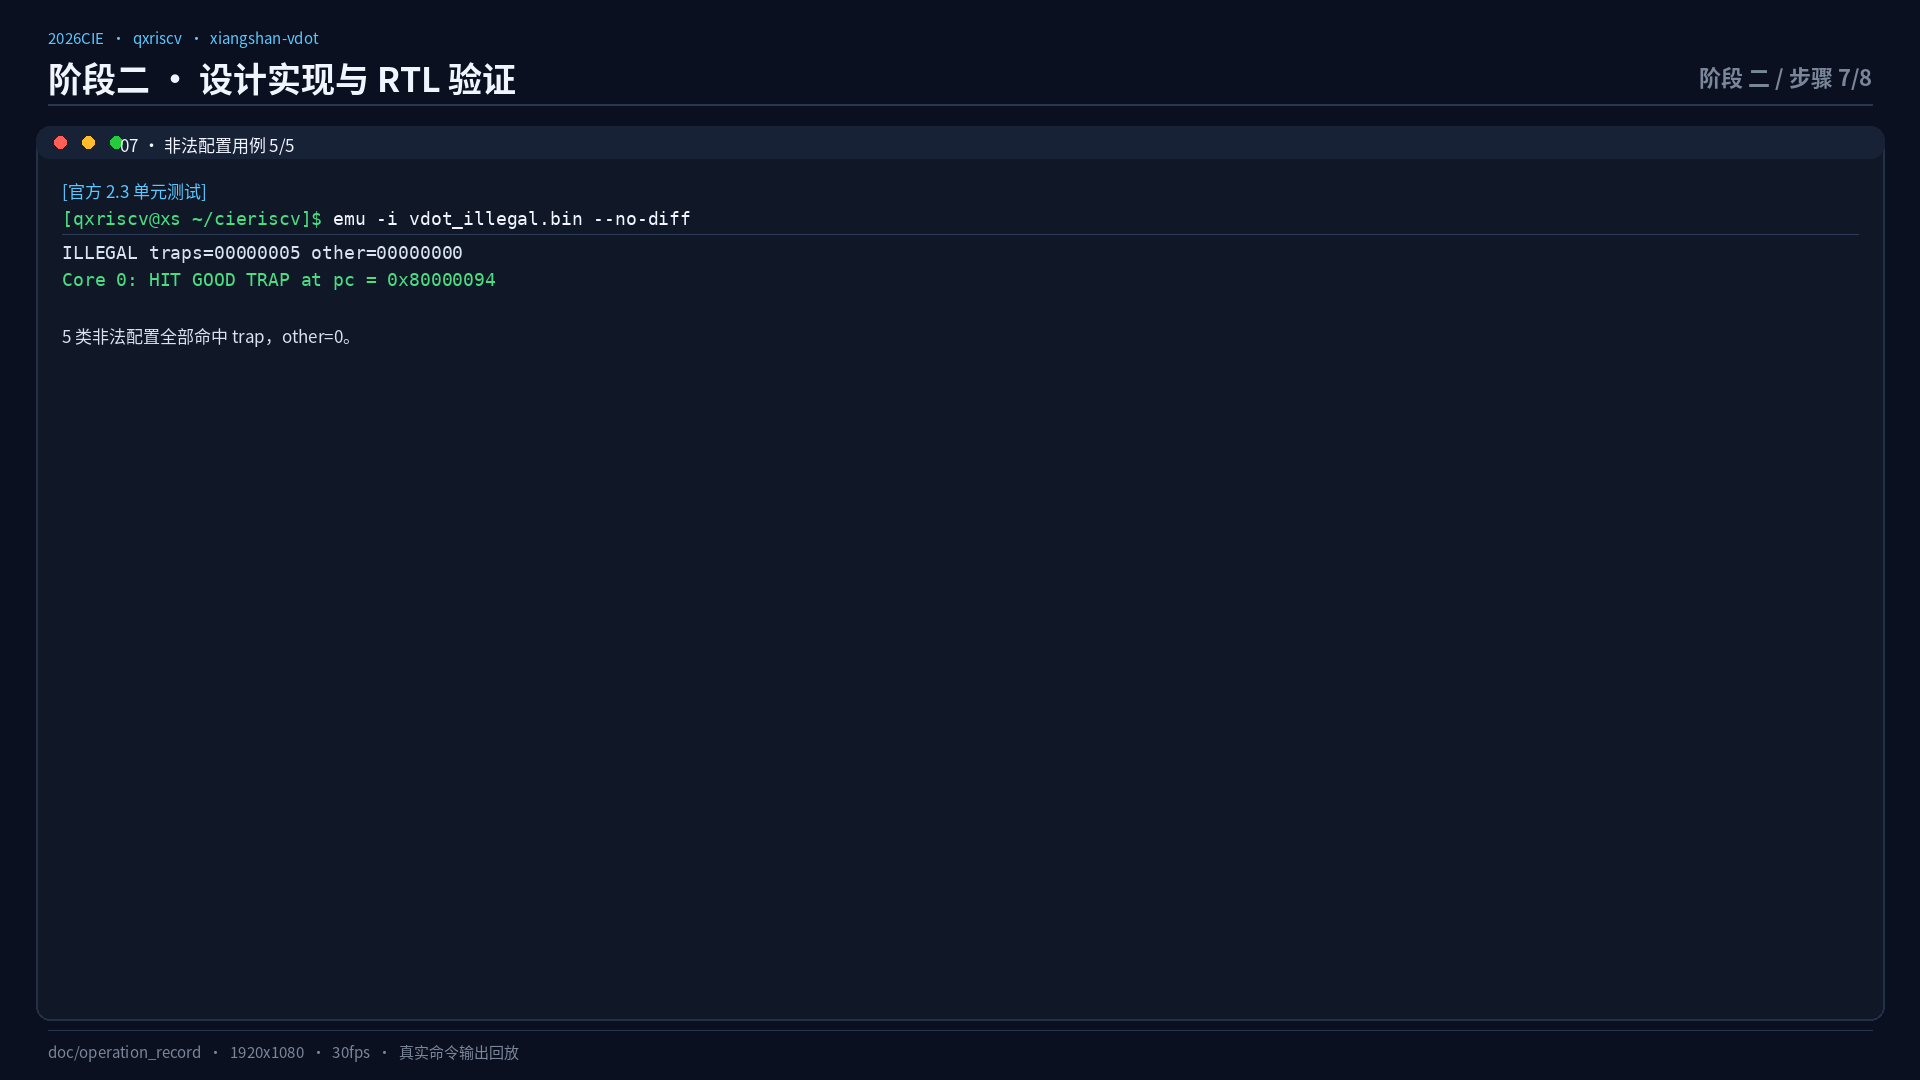 2026CIE · qxriscv · xiangshan-vdot
阶段二 · 设计实现与 RTL 验证
阶段 二 / 步骤 7/8
07 · 非法配置用例 5/5
[官方 2.3 单元测试]
[qxriscv@xs ~/cieriscv]$ emu -i vdot_illegal.bin --no-diff
ILLEGAL traps=00000005 other=00000000
Core 0: HIT GOOD TRAP at pc = 0x80000094
5 类非法配置全部命中 trap，other=0。
doc/operation_record · 1920x1080 · 30fps · 真实命令输出回放